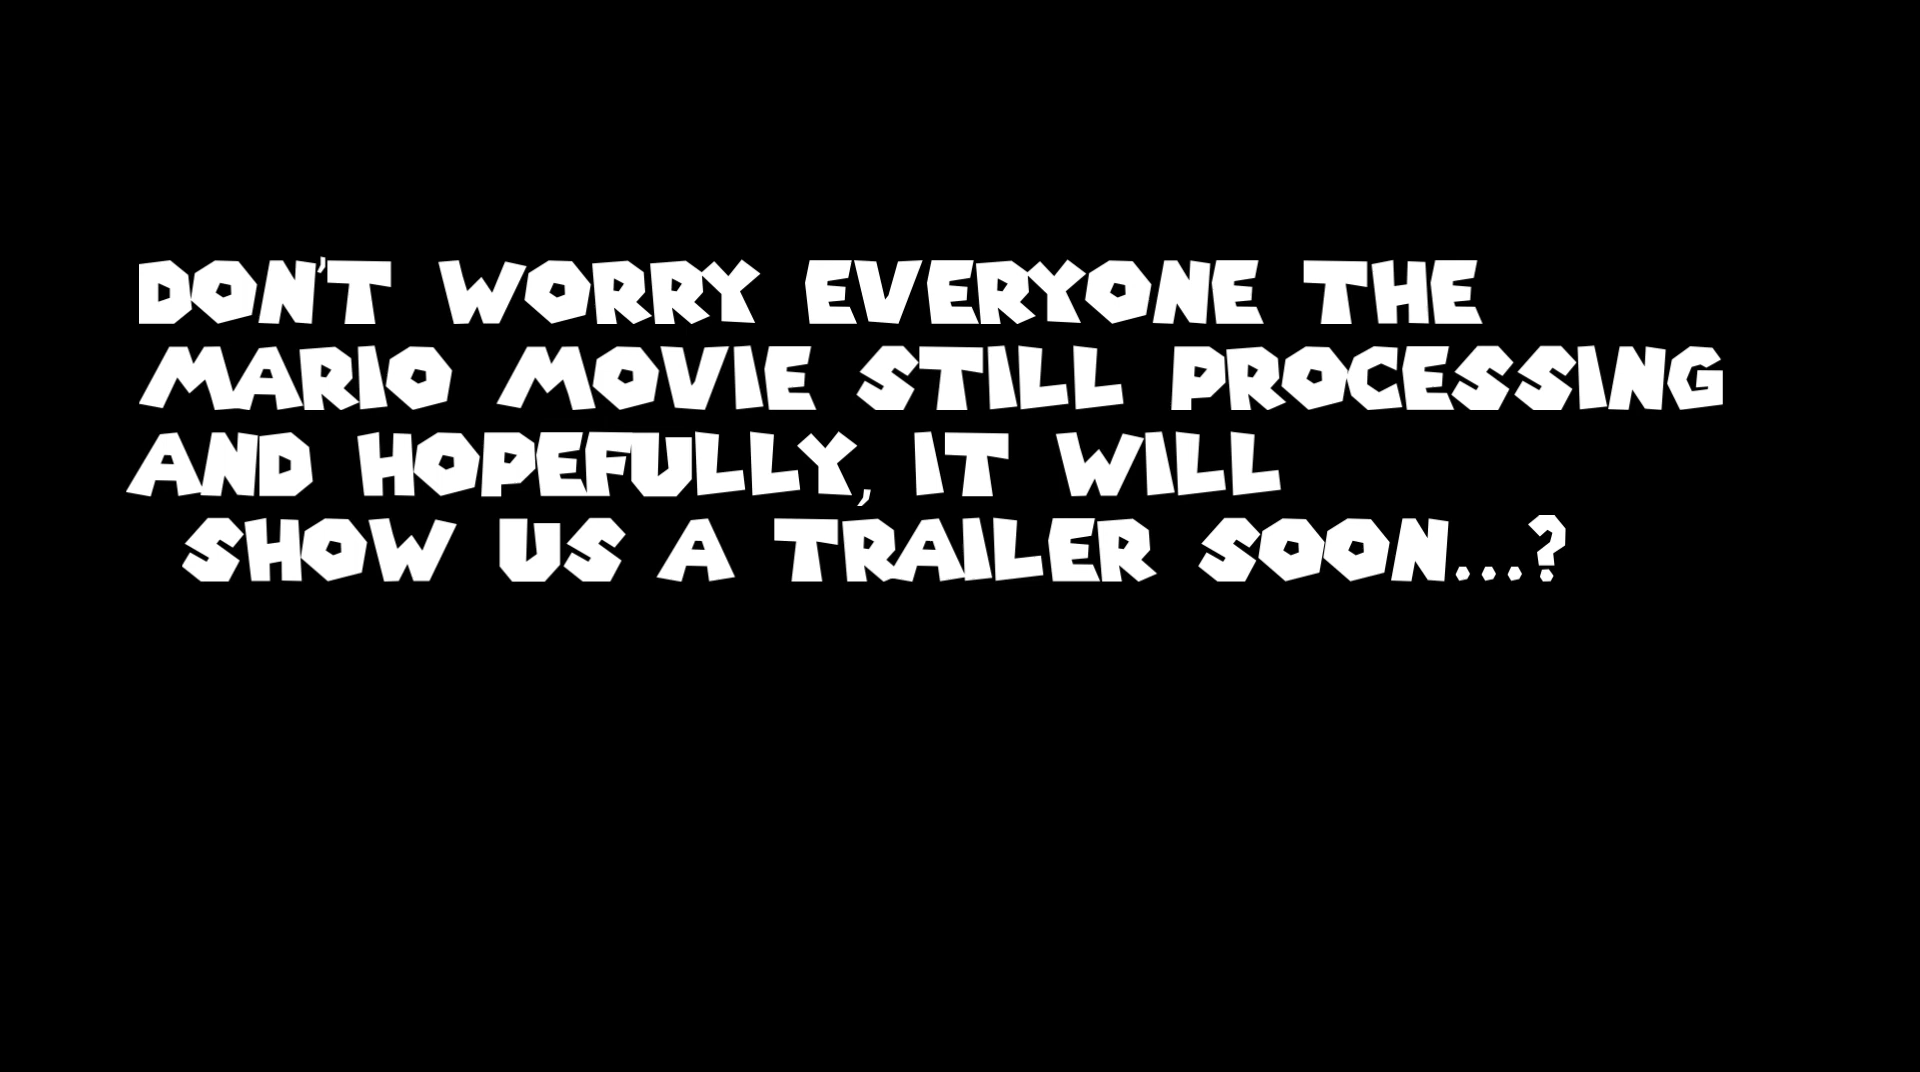 DON'T WORRY EVERYONE THE
MARIO MOVIE STILL PROCESSING
AND HOPEFULLY, IT WILL
SHOW US A TRAILER SOON...?